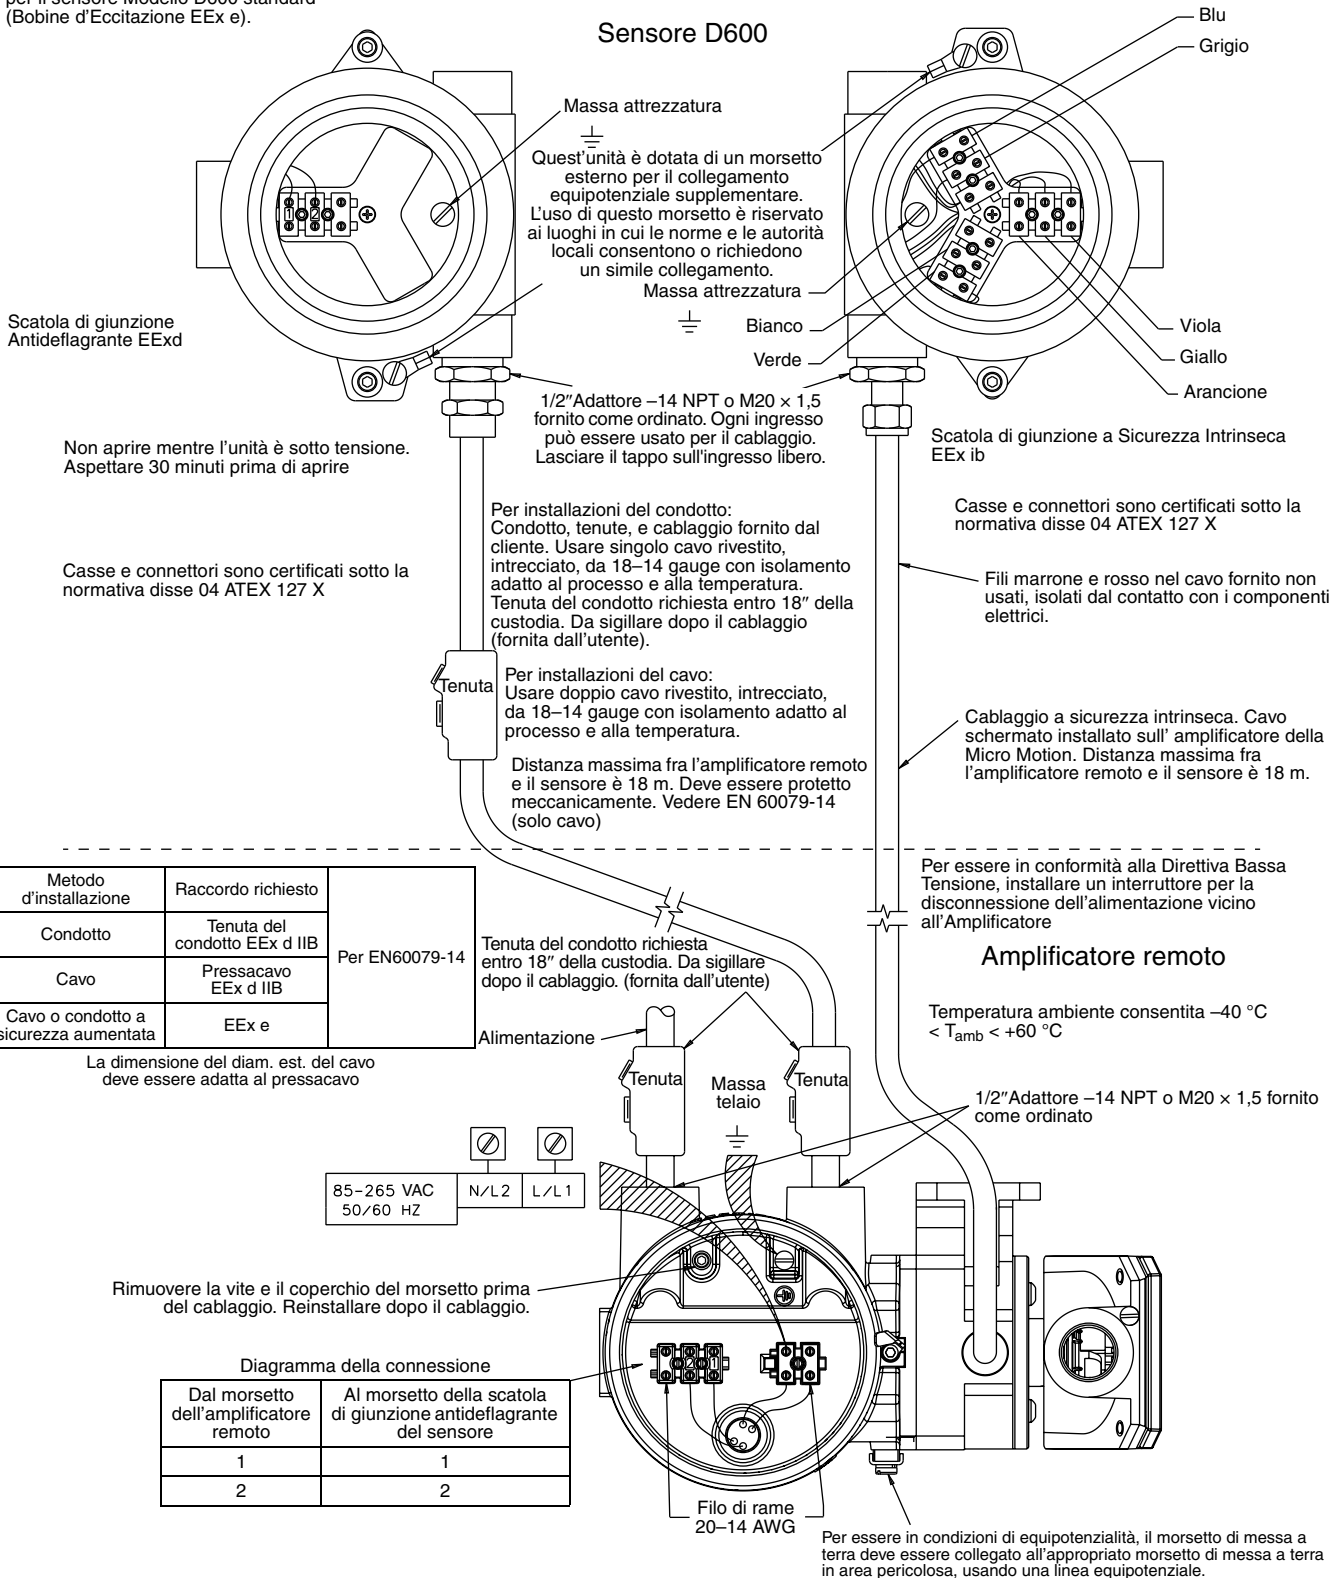 per il sensore Modello D600 standard
(Bobine d'Eccitazione EEx e).
Sensore D600
Blu
Grigio
Massa attrezzatura
Quest'unità è dotata di un morsetto
esterno per il collegamento
equipotenziale supplementare.
L'uso di questo morsetto è riservato
ai luoghi in cui le norme e le autorità
locali consentono o richiedono
un simile collegamento.
Massa attrezzatura
Bianco
Verde
Viola
Giallo
Arancione
1
2
Scatola di giunzione
Antideflagrante EExd
1/2″Adattore –14 NPT o M20 × 1,5
fornito come ordinato. Ogni ingresso
può essere usato per il cablaggio.
Lasciare il tappo sull'ingresso libero.
Non aprire mentre l'unità è sotto tensione.
Aspettare 30 minuti prima di aprire
Scatola di giunzione a Sicurezza Intrinseca
EEx ib
Casse e connettori sono certificati sotto la
normativa disse 04 ATEX 127 X
Per installazioni del condotto:
Condotto, tenute, e cablaggio fornito dal
cliente. Usare singolo cavo rivestito,
intrecciato, da 18–14 gauge con isolamento
adatto al processo e alla temperatura.
Tenuta del condotto richiesta entro 18″ della
custodia. Da sigillare dopo il cablaggio
(fornita dall'utente).
Casse e connettori sono certificati sotto la
normativa disse 04 ATEX 127 X
Fili marrone e rosso nel cavo fornito non
usati, isolati dal contatto con i componenti
elettrici.
Tenuta
Per installazioni del cavo:
Usare doppio cavo rivestito, intrecciato,
da 18–14 gauge con isolamento adatto al
processo e alla temperatura.
Distanza massima fra l'amplificatore remoto
e il sensore è 18 m. Deve essere protetto
meccanicamente. Vedere EN 60079-14
(solo cavo)
Cablaggio a sicurezza intrinseca. Cavo
schermato installato sull' amplificatore della
Micro Motion. Distanza massima fra
l'amplificatore remoto e il sensore è 18 m.
Metodo
d'installazione
Raccordo richiesto
Per EN60079-14
Condotto
Tenuta del
condotto EEx d IIB
Cavo
Pressacavo
EEx d IIB
Cavo o condotto a
sicurezza aumentata
EEx e
La dimensione del diam. est. del cavo
deve essere adatta al pressacavo
Tenuta del condotto richiesta
entro 18″ della custodia. Da sigillare
dopo il cablaggio. (fornita dall'utente)
Alimentazione
Per essere in conformità alla Direttiva Bassa
Tensione, installare un interruttore per la
disconnessione dell'alimentazione vicino
all'Amplificatore
Amplificatore remoto
Temperatura ambiente consentita –40 °C
< Tamb < +60 °C
Tenuta
Massa
telaio
Tenuta
1/2″Adattore –14 NPT o M20 × 1,5 fornito
come ordinato
85-265 VAC
50/60 HZ
N/L2
L/L1
Rimuovere la vite e il coperchio del morsetto prima
del cablaggio. Reinstallare dopo il cablaggio.
2
1
Diagramma della connessione
Dal morsetto
dell'amplificatore
remoto
Al morsetto della scatola
di giunzione antideflagrante
del sensore
1
1
2
2
Filo di rame
20–14 AWG
Per essere in condizioni di equipotenzialità, il morsetto di messa a
terra deve essere collegato all'appropriato morsetto di messa a terra
in area pericolosa, usando una linea equipotenziale.